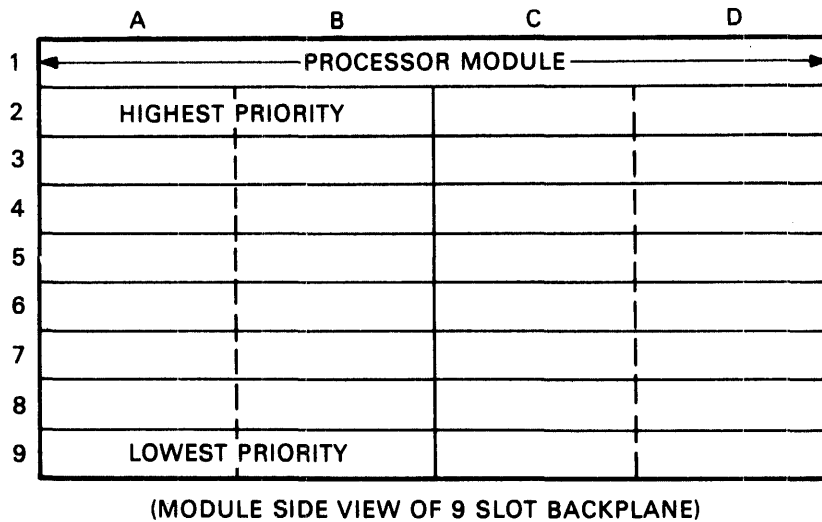 A B C D
1 PROCESSOR MODULE
2 HIGHEST PRIORITY
3
4
5
6
7
8
9 LOWEST PRIORITY
(MODULE SIDE VIEW OF 9 SLOT BACKPLANE)